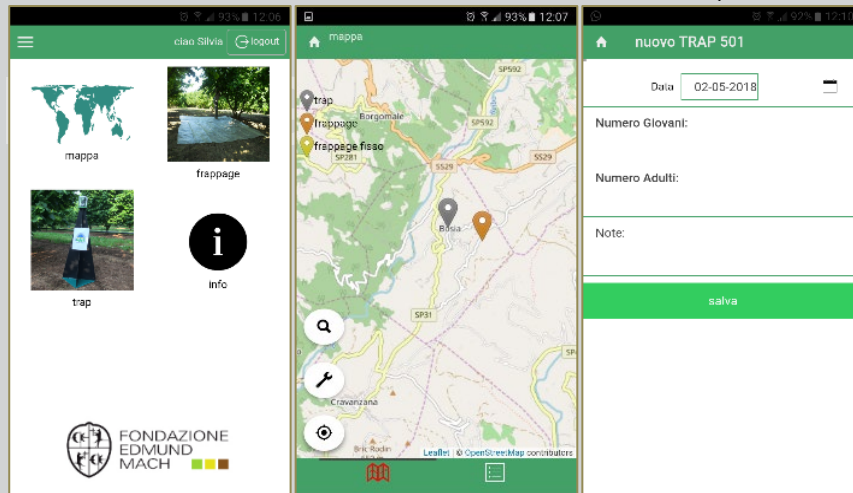 93% 12:06
ciao Silvia logout
mappa
frappage
trap
i
info
FONDAZIONE
EDMUND
MACH
93% 12:07
mappa
SP592
trap
Borgomale
frappage
SP592
frappage fisso
SP281
SS29
SS29
Bosia
SP31
Cravanzana
Bric Rodin
Leaflet | © OpenStreetMap contributors
92% 12:10
nuovo TRAP 501
Data 02-05-2018
Numero Giovani:
Numero Adulti:
Note:
salva